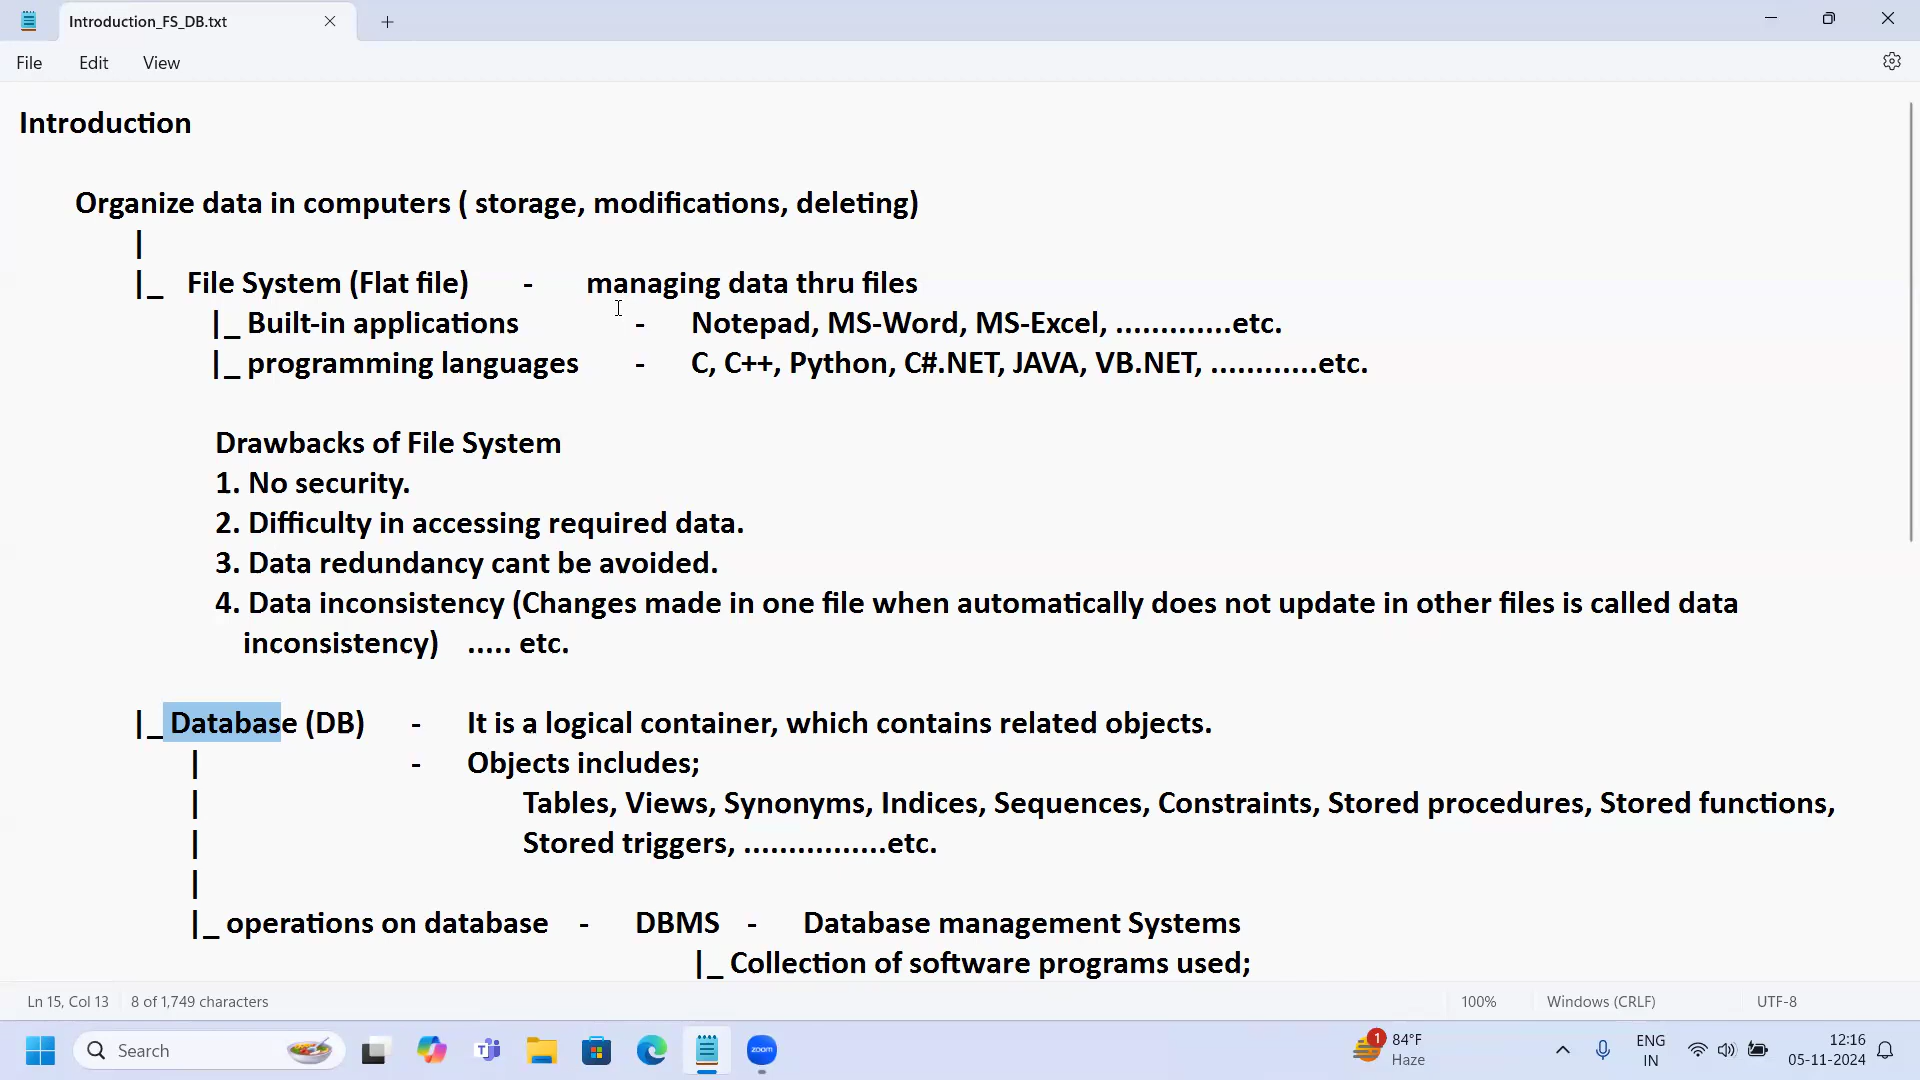 Introduction_FS_DB.txt
File Edit View
Introduction
Organize data in computers ( storage, modifications, deleting)
|
|_ File System (Flat file) - managing data thru files
|_ Built-in applications - Notepad, MS-Word, MS-Excel, .............etc.
|_ programming languages - C, C++, Python, C#.NET, JAVA, VB.NET, ............etc.
Drawbacks of File System
1. No security.
2. Difficulty in accessing required data.
3. Data redundancy cant be avoided.
4. Data inconsistency (Changes made in one file when automatically does not update in other files is called data
inconsistency) ..... etc.
|_ Database (DB) - It is a logical container, which contains related objects.
| - Objects includes;
| Tables, Views, Synonyms, Indices, Sequences, Constraints, Stored procedures, Stored functions,
| Stored triggers, ................etc.
|
|_ operations on database - DBMS - Database management Systems
|_ Collection of software programs used;
Ln 15, Col 13 8 of 1,749 characters 100% Windows (CRLF) UTF-8
Search zoom 1 84°F ENG 12:16
Haze IN 05-11-2024